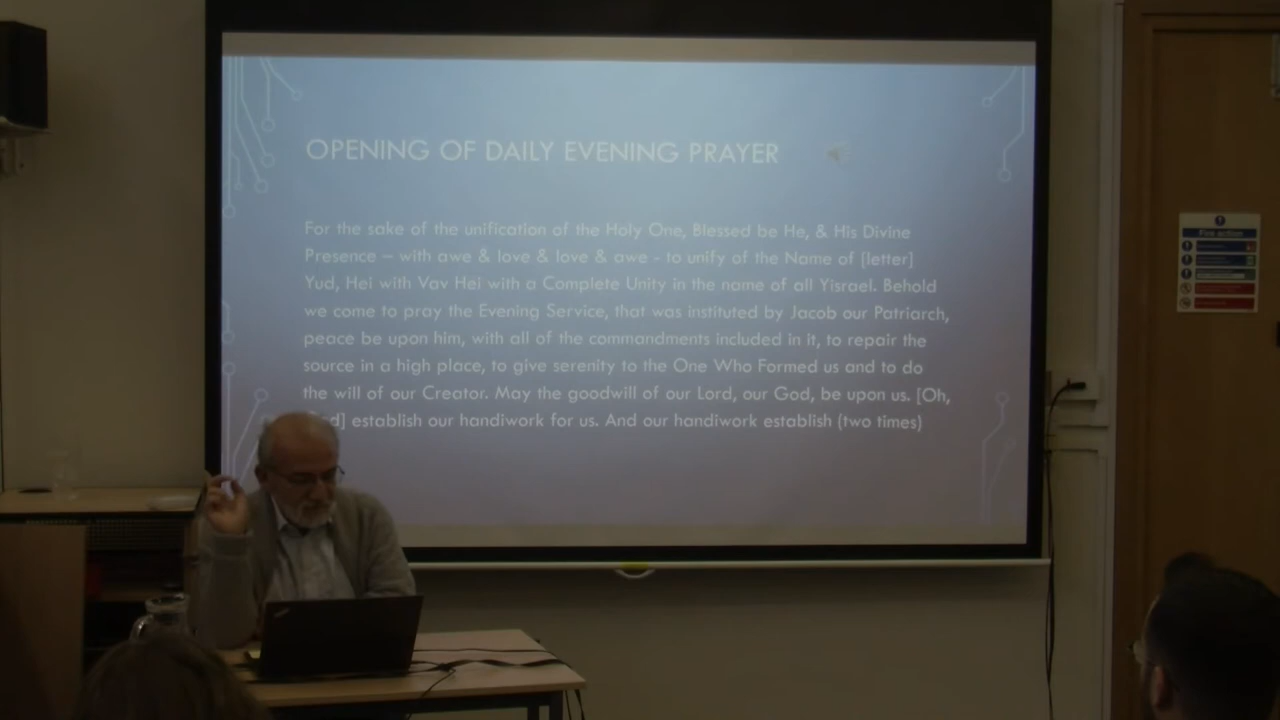 OPENING OF DAILY EVENING PRAYER
For the sake of the unification of the Holy One, Blessed be He, & His Divine
Presence – with awe & love & love & awe - to unify of the Name of [letter]
Yud, Hei with Vav Hei with a Complete Unity in the name of all Yisrael. Behold
we come to pray the Evening Service, that was instituted by Jacob our Patriarch,
peace be upon him, with all of the commandments included in it, to repair the
source in a high place, to give serenity to the One Who Formed us and to do
the will of our Creator. May the goodwill of our Lord, our God, be upon us. [Oh,
establish our handiwork for us. And our handiwork establish (two times)
Fire action